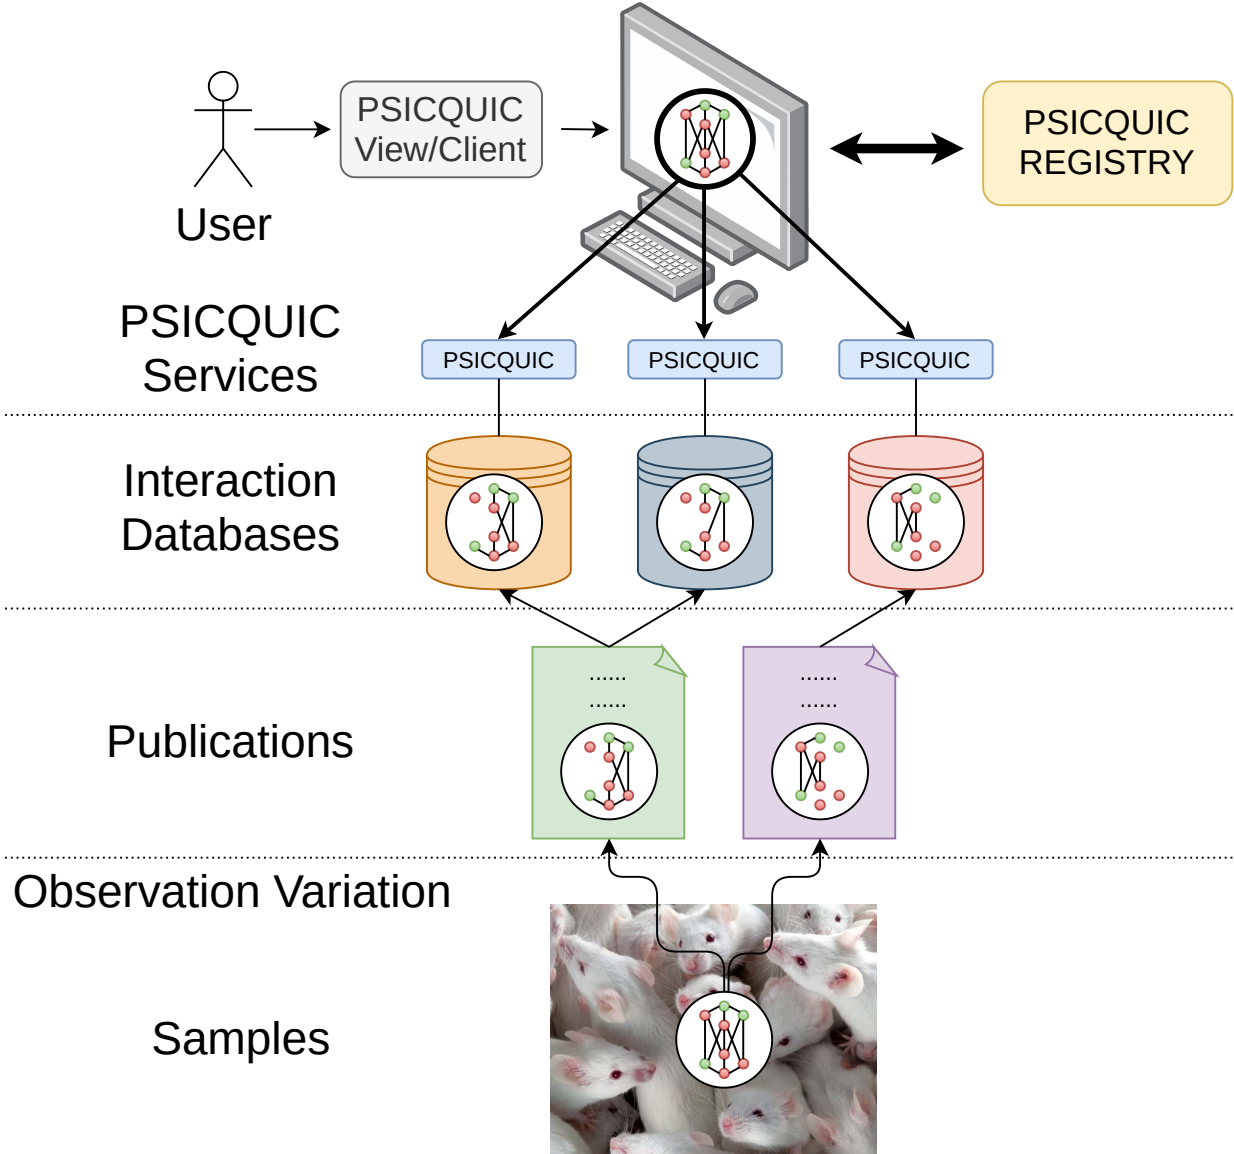 PSICQUIC
View/Client
PSICQUIC
REGISTRY
User
PSICQUIC
Services
PSICQUIC
PSICQUIC
PSICQUIC
Interaction
Databases
......
......
......
......
Publications
Observation Variation
Samples